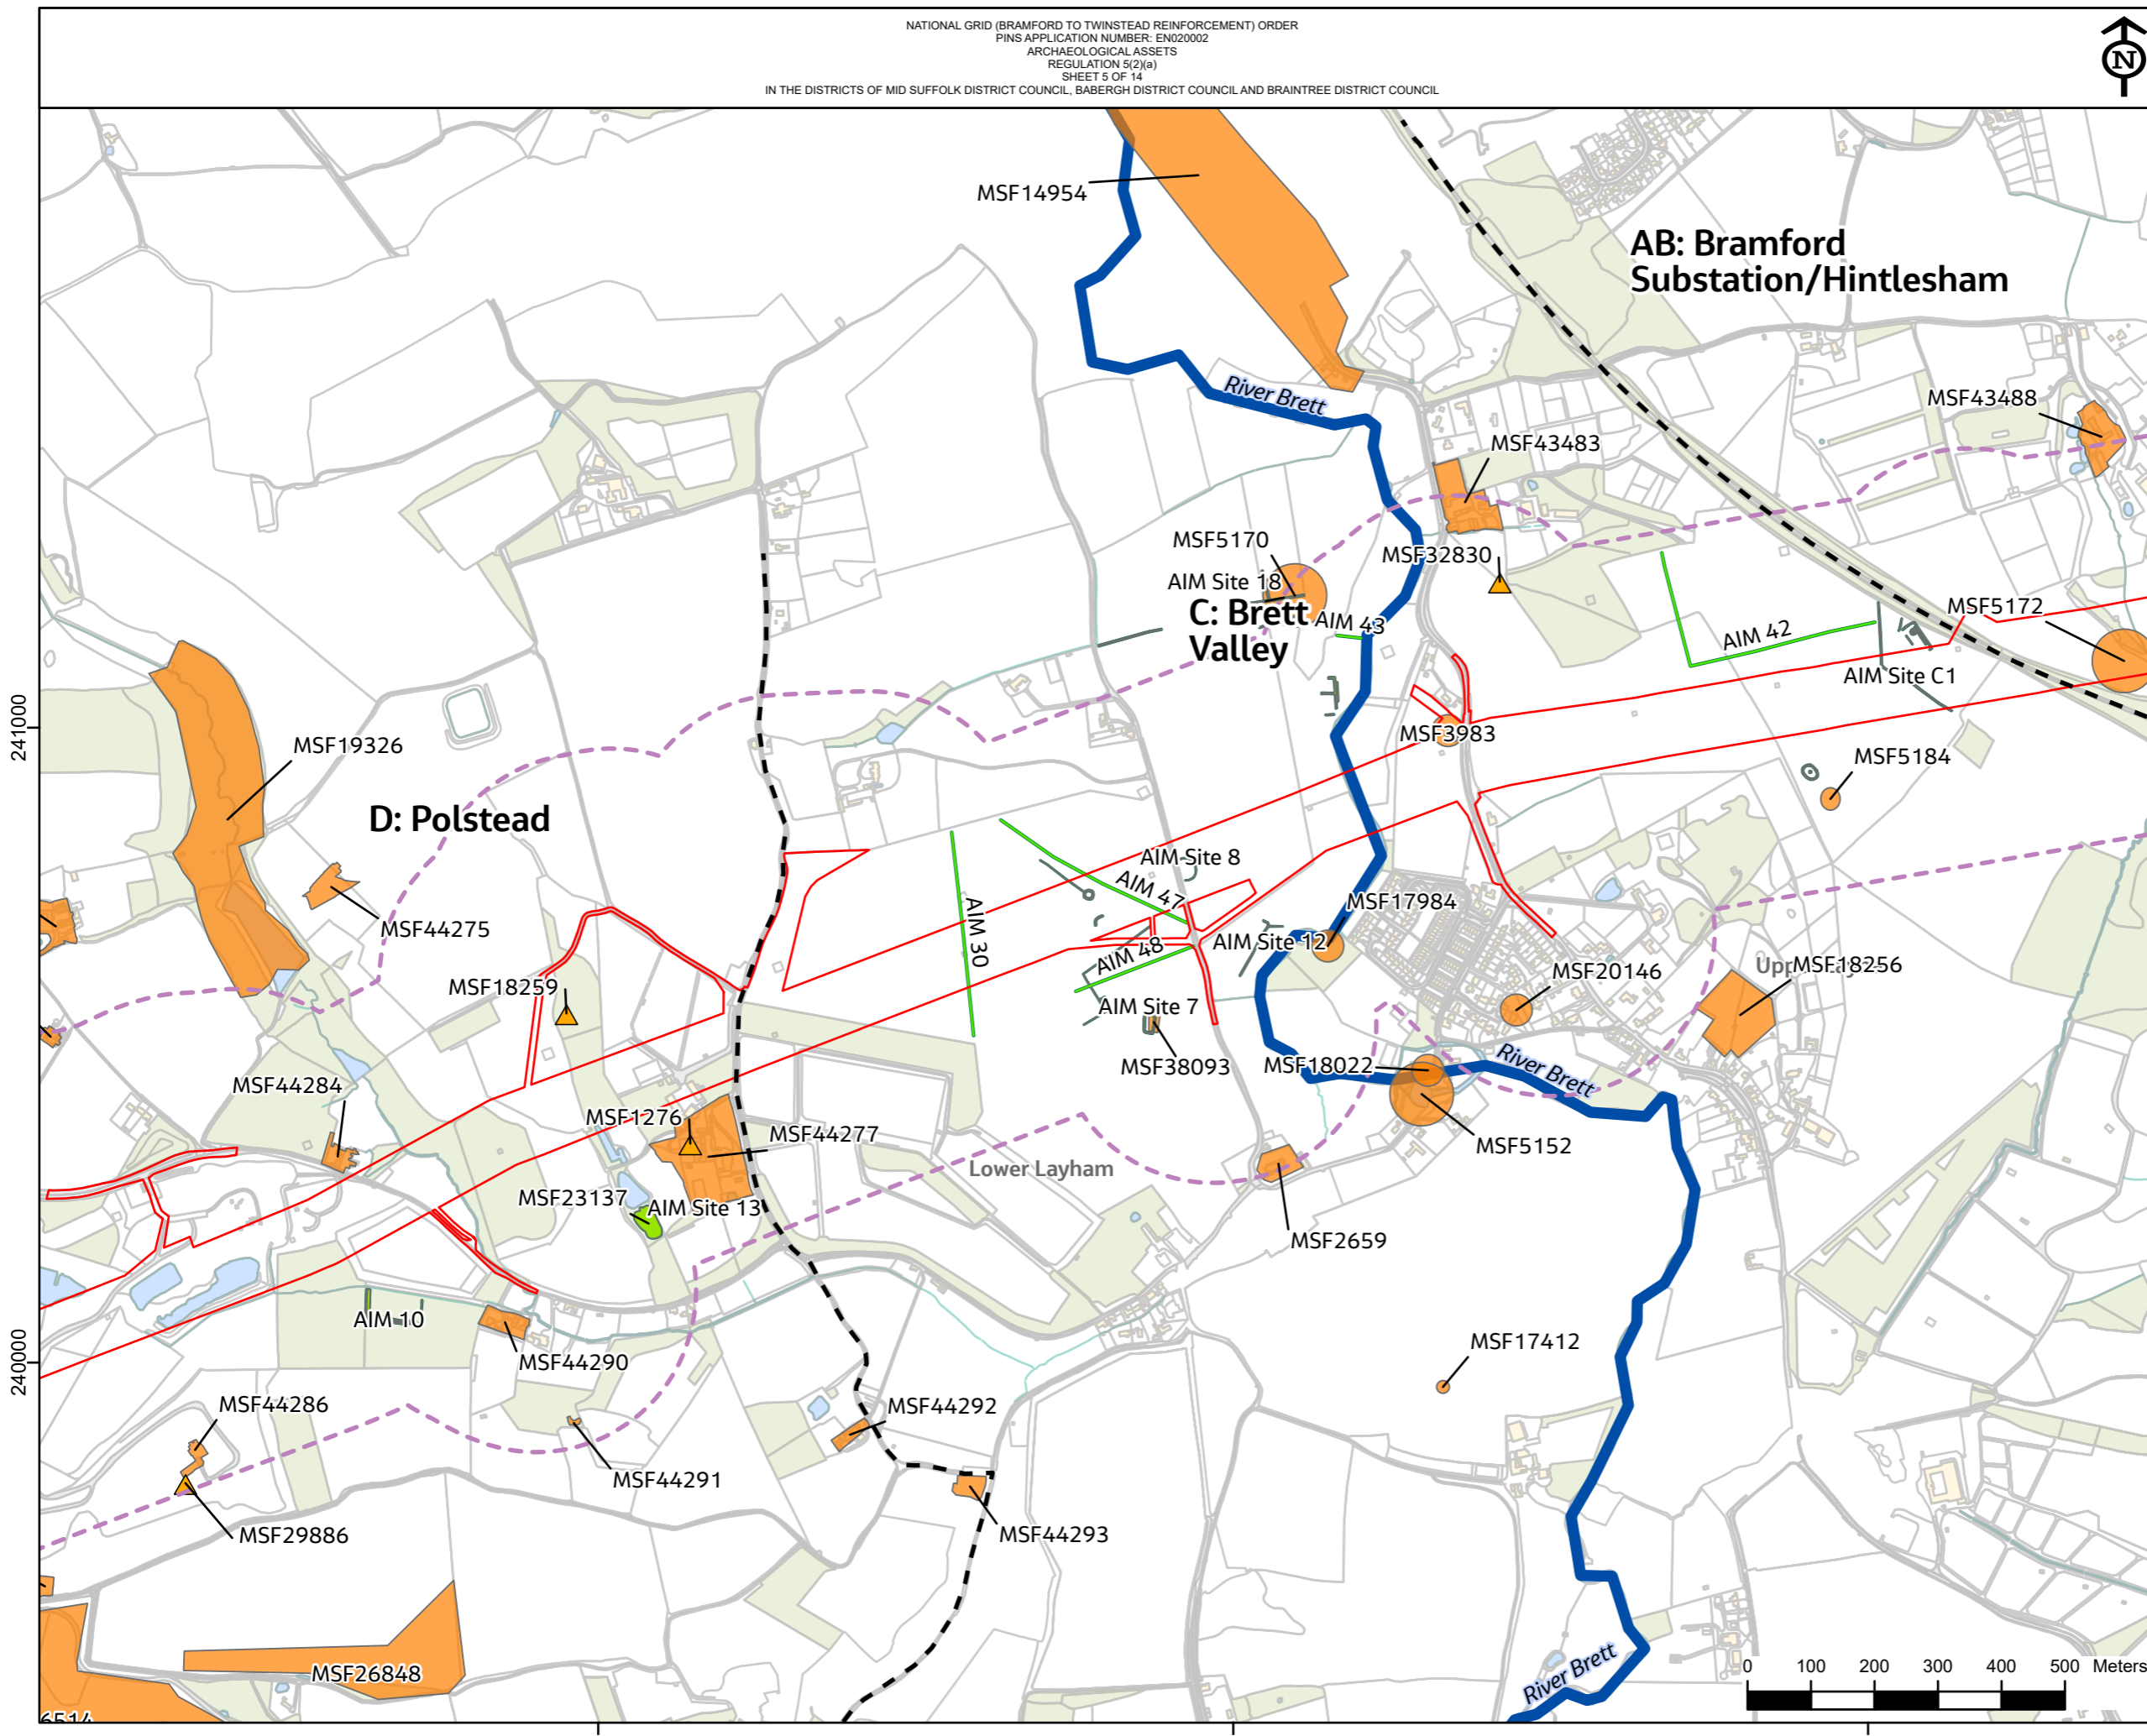 NATIONAL GRID (BRAMFORD TO TWINSTEAD REINFORCEMENT) ORDER
PINS APPLICATION NUMBER: EN020002
ARCHAEOLOGICAL ASSETS
REGULATION 5(2)(a)
SHEET 5 OF 14
IN THE DISTRICTS OF MID SUFFOLK DISTRICT COUNCIL, BABERGH DISTRICT COUNCIL AND BRAINTREE DISTRICT COUNCIL
N
MSF14954
AB: Bramford
Substation/Hintlesham
River Brett
MSF43488
MSF43483
MSF5170
MSF32830
AIM Site 18
C: Brett
Valley
AIM 43
MSF5172
AIM 42
AIM Site C1
241000
MSF19326
MSF3983
MSF5184
D: Polstead
AIM Site 8
AIM 47
MSF17984
MSF44275
AIM 30
AIM 48
AIM Site 12
MSF20146
MSF18256
MSF18259
AIM Site 7
MSF38093
MSF18022
River Brett
MSF44284
MSF1276
MSF44277
MSF5152
Lower Layham
MSF23137
AIM Site 13
MSF2659
AIM 10
MSF44290
MSF17412
240000
MSF44286
MSF44292
MSF44291
MSF29886
MSF44293
MSF26848
River Brett
0 100 200 300 400 500 Meters
6514